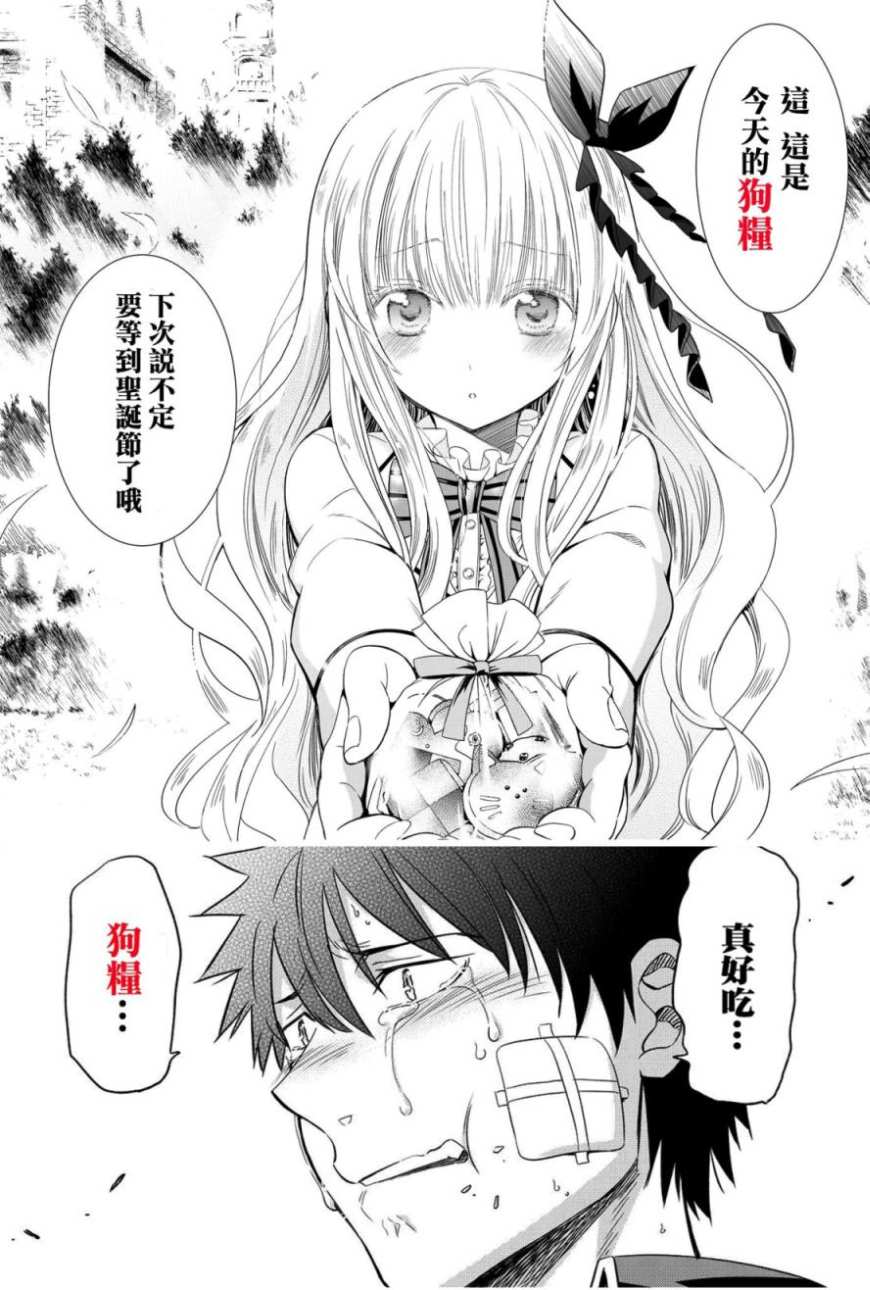 這 這是
今天的狗糧
下次説不定
要等到聖誕節了哦
真好吃…
狗糧…